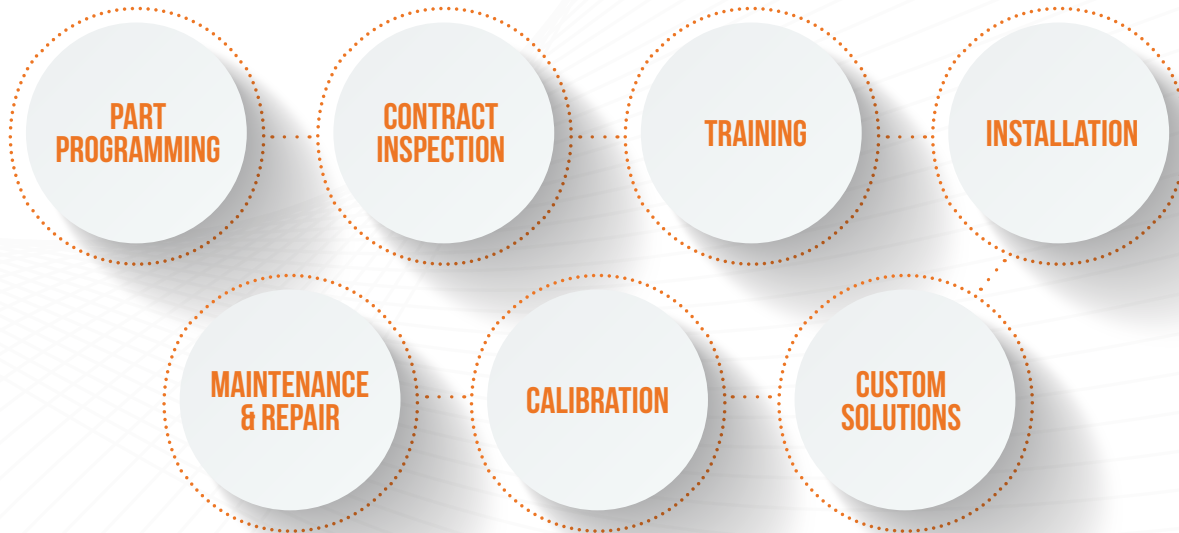 PART
PROGRAMMING
CONTRACT
INSPECTION
TRAINING
INSTALLATION
MAINTENANCE
& REPAIR
CALIBRATION
CUSTOM
SOLUTIONS